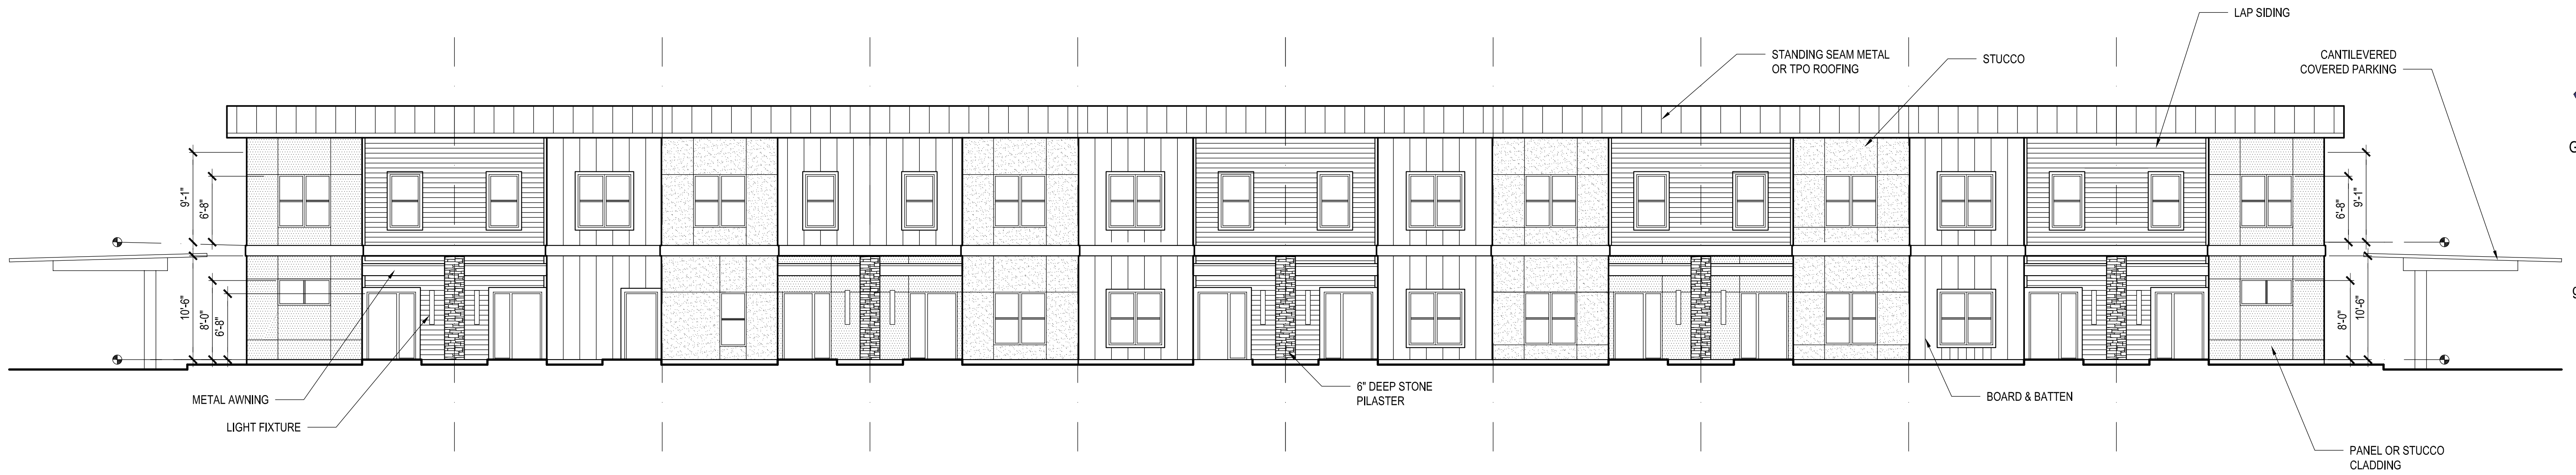 LAP SIDING
STANDING SEAM METAL
OR TPO ROOFING
STUCCO
CANTILEVERED
COVERED PARKING
9'-1"
6'-8"
10'-6"
8'-0"
6'-8"
6'-8"
9'-1"
8'-0"
10'-6"
METAL AWNING
LIGHT FIXTURE
6" DEEP STONE
PILASTER
BOARD & BATTEN
PANEL OR STUCCO
CLADDING